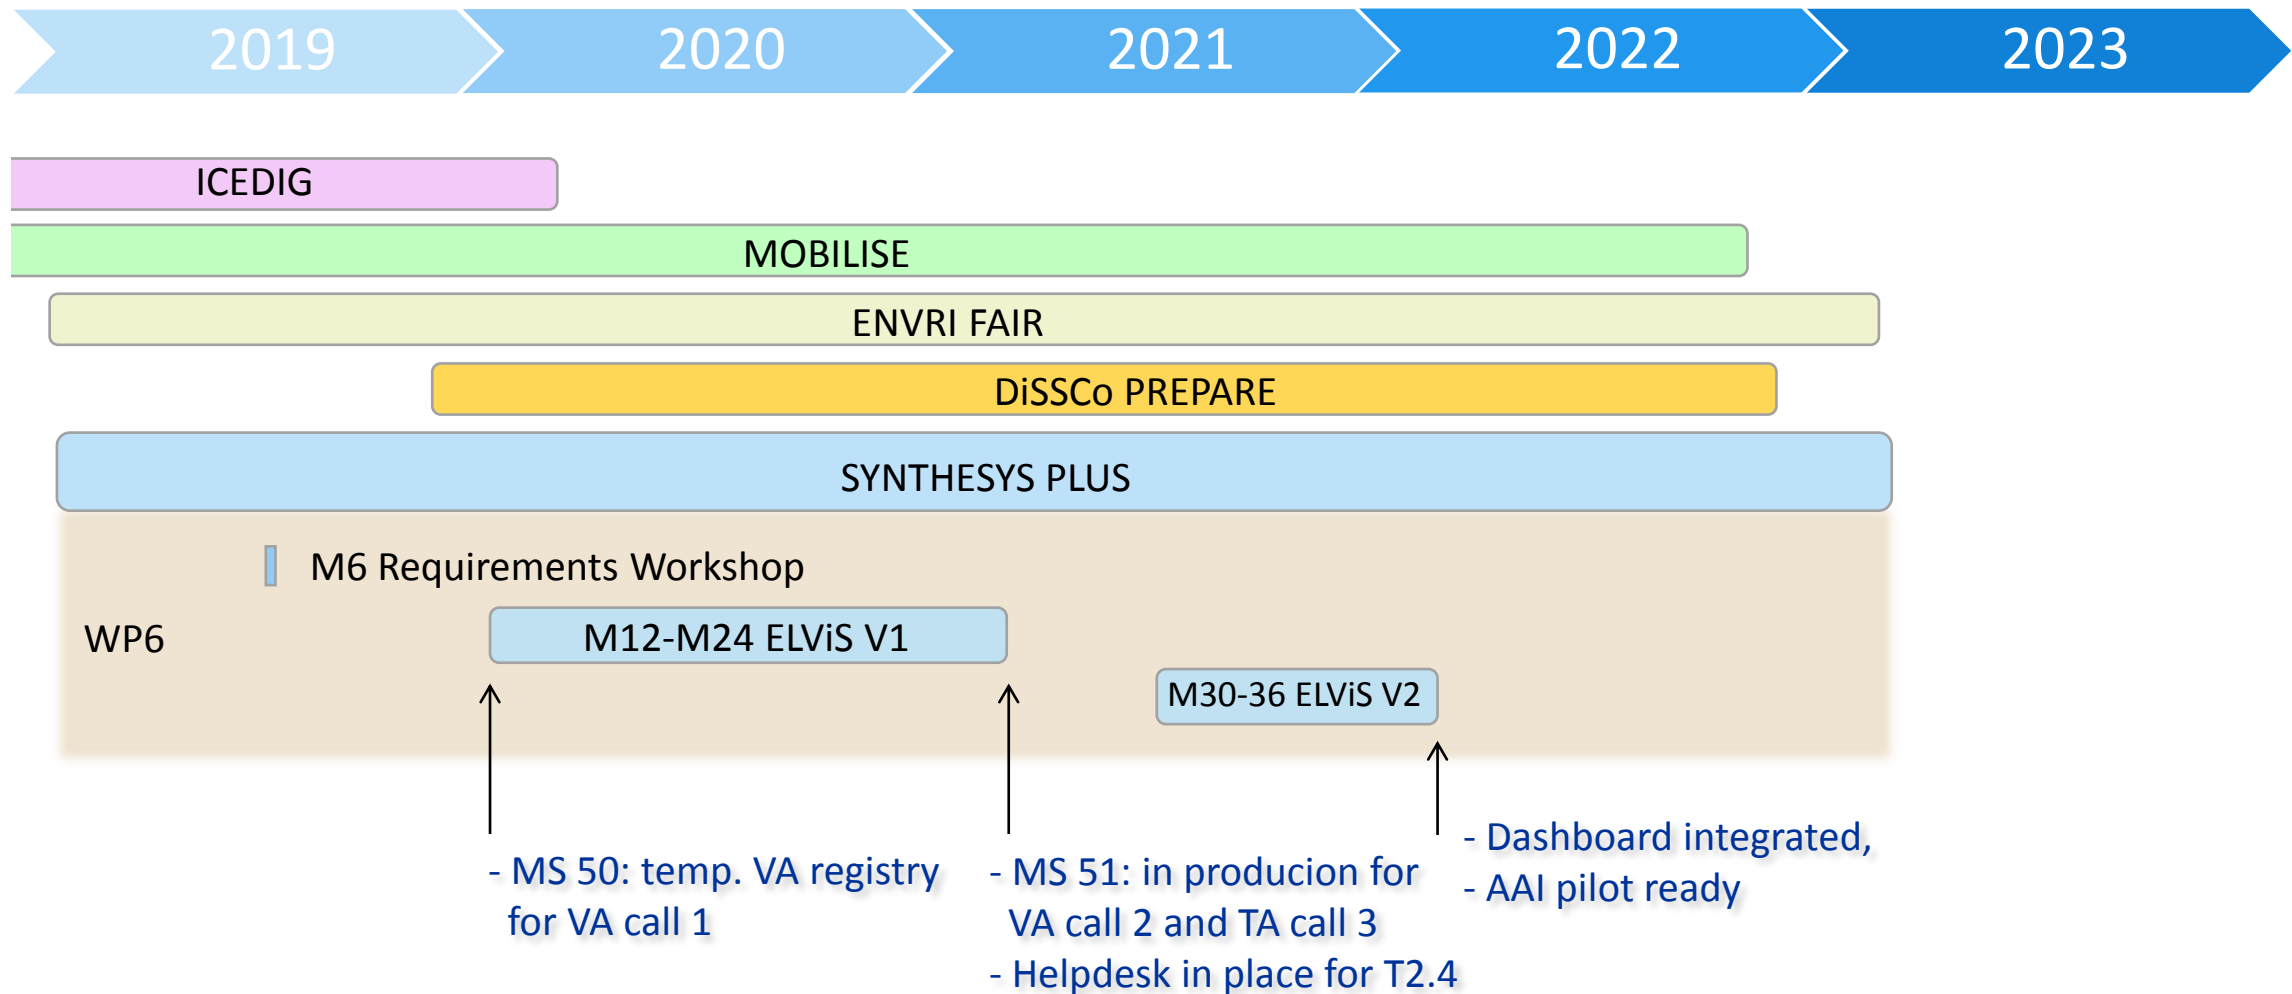 2019
2020
2021
2022
2023
ICEDIG
MOBILISE
ENVRI FAIR
DiSSCo PREPARE
SYNTHESYS PLUS
M6 Requirements Workshop
WP6
M12-M24 ELViS V1
M30-36 ELViS V2
- MS 50: temp. VA registry
for VA call 1
- MS 51: in producion for
VA call 2 and TA call 3
- Helpdesk in place for T2.4
- Dashboard integrated,
- AAI pilot ready